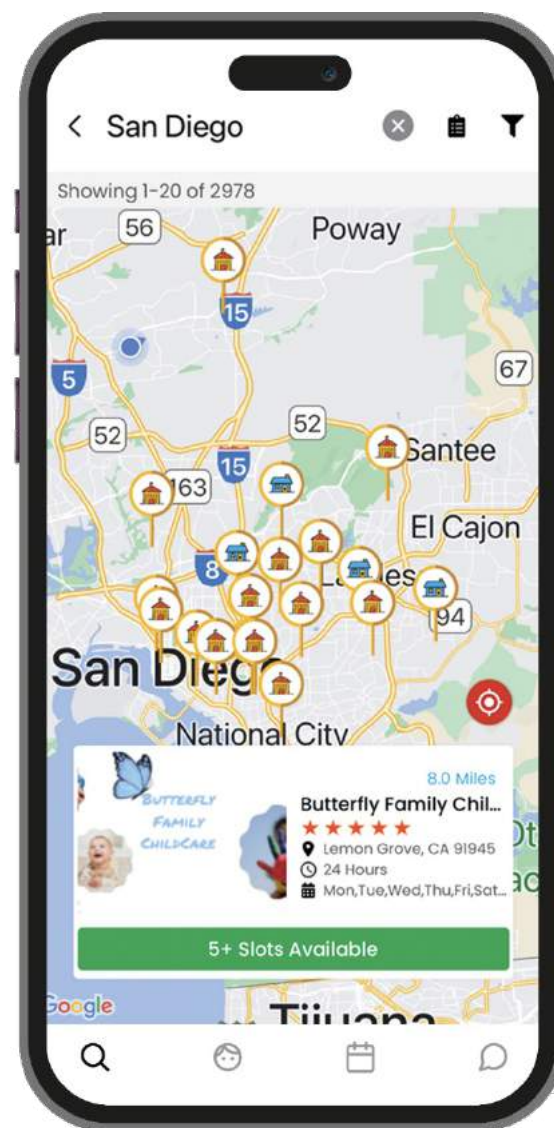 San Diego
Showing 1-20 of 2978
56
Poway
ar
15
5
67
52
52
Santee
15
163
El Cajon
8
94
San Dieg
National City
8.0 Miles
BUTTERFLY
FAMILY
CHILDCARE
Butterfly Family Chil...
Lemon Grove, CA 91945
24 Hours
Mon,Tue,Wed,Thu,Fri,Sat...
5+ Slots Available
Google
Tijuana